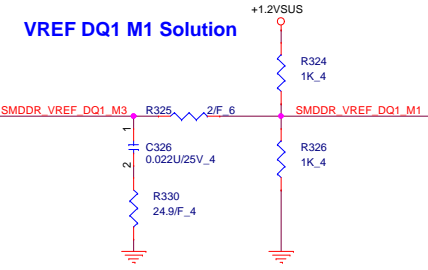 +1.2VSUS
VREF DQ1 M1 Solution
R324
1K_4
SMDDR_VREF_DQ1_M3 R325 2/F_6 SMDDR_VREF_DQ1_M1
1
C326
0.022U/25V_4
2
R326
1K_4
R330
24.9/F_4